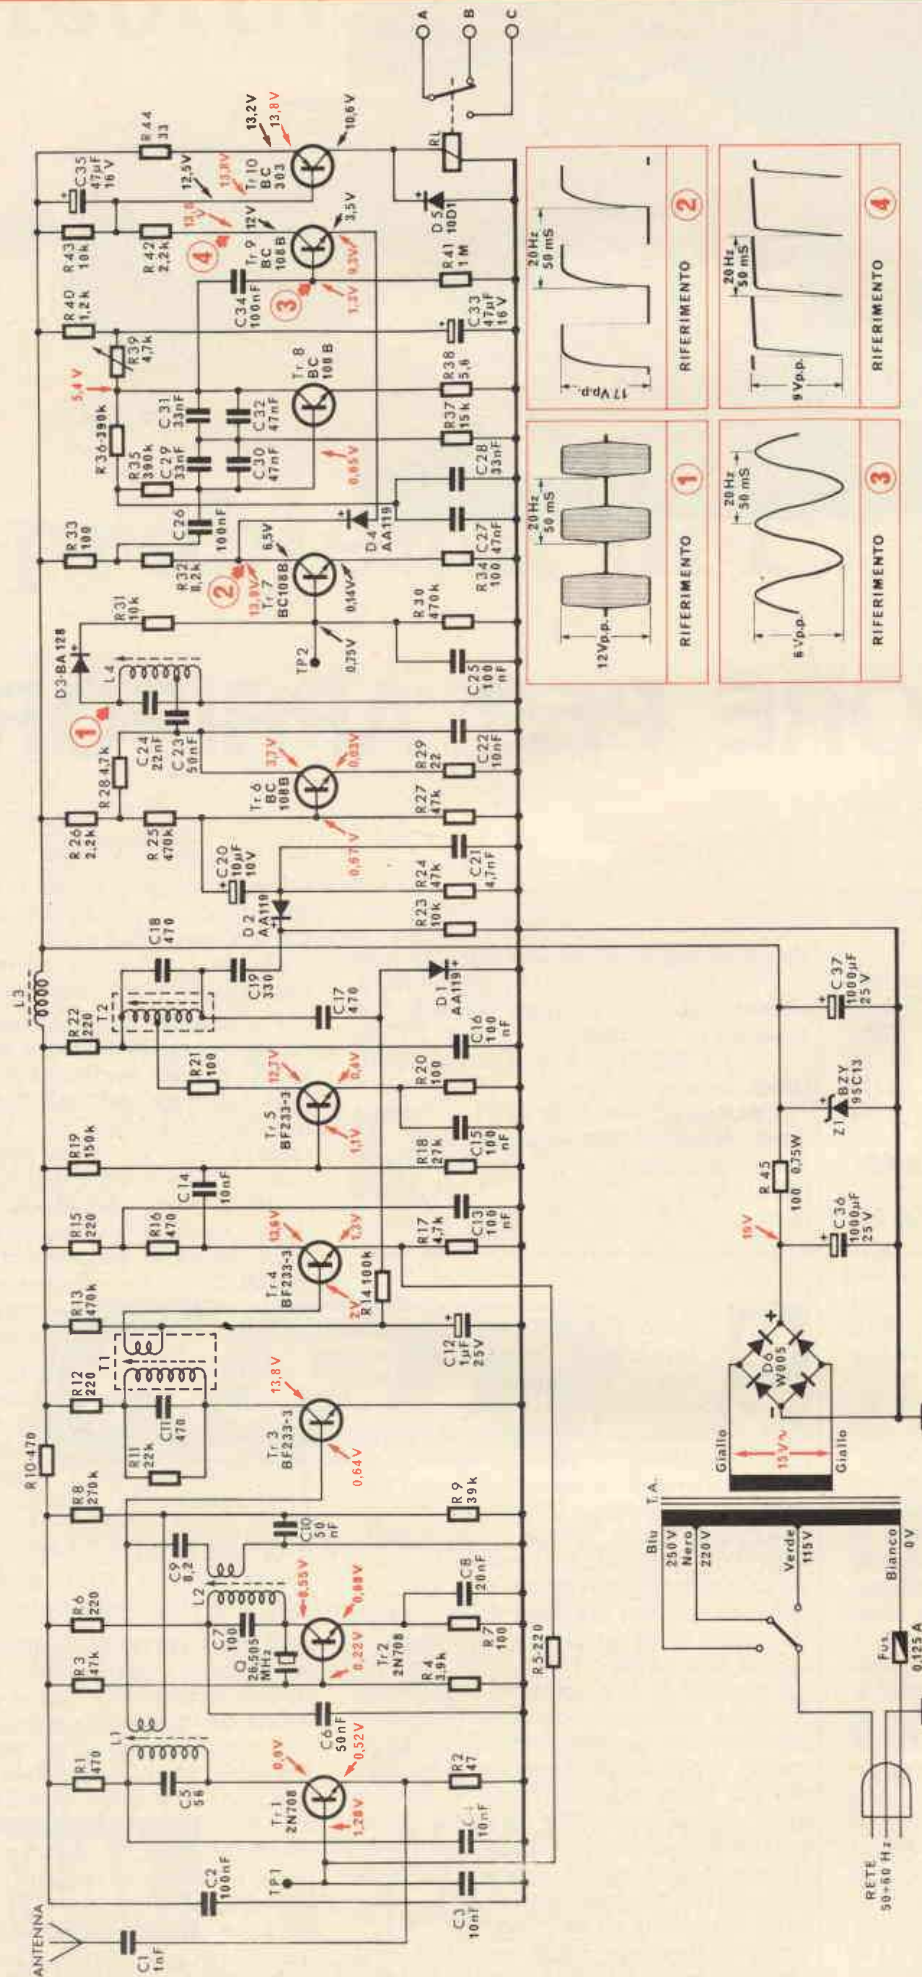 ANTENNA
C1
1nF
C2
100nF
TP1
C3
10nF
R1
470
C5
56
L1
0,9V
Tr1
2N708
1,28V
0,52V
R2
47
10nF
R3
47k
R6
220
C7
100
L2
Q
26,505
MHz
C6
50nF
0,55V
0,22V
Tr2
2N708
R4
3,9k
R7
100
C8
20nF
C9
8,2
C10
50
nF
R8
270k
R9
39k
R5-220
R10-470
R12
220
R11
22k
C11
470
T1
13,8V
Tr3
BF233-3
0,64V
R13
470k
C12
1µF
25V
R14 100k
R15
220
R16
470
C14
10nF
13,6V
Tr4
BF233-3
1,3V
2V
R17
4,7k
C13
100
nF
R19
150k
R18
27k
C15
100
nF
R21
100
12,7V
Tr5
BF233-3
1,1V
0,4V
R20
100
R22
220
C16
100
nF
T2
C18
470
C19
330
C17
470
D1
AA119
L3
D2
AA119
R23
10k
R24
47k
C21
4,7nF
C20
10µF
10V
R26
2,2k
R25
470k
R28 4,7k
3,7V
Tr6
BC
108B
0,67V
0,03V
R27
47k
R29
22
C22
10nF
1
C24
22nF
C23
50nF
L4
D3-BA128
R31
10k
TP2
0,75V
C25
100
nF
R30
470k
R33
100
R32
8,2k
2
13,8V
6,5V
Tr7
BC108B
0,14V
R34
100
C26
100nF
D4
AA119
C27
47nF
C28
33nF
R36-390k
R35
390k
C29
33nF
C30
47nF
C31
33nF
C32
47nF
5,4V
R39
4,7k
R40
1,2k
Tr8
BC
108B
0,65V
R37
15k
R38
5,6
C33
47µF
16V
C34
100nF
3
R43
10k
R42
2,2k
4
12V
Tr9
BC
108B
3,5V
1,3V
9,3V
R41
1M
C35
47µF
16V
12,5V
13,8V
R44
33
13,2V
13,8V
Tr10
BC
303
10,6V
D5
10D1
RL
A
B
C
12Vp.p.
20Hz
50 mS
RIFERIMENTO
1
17Vp.p.
20Hz
50 mS
RIFERIMENTO
2
6Vp.p.
20Hz
50 mS
RIFERIMENTO
3
9Vp.p.
20Hz
50 mS
RIFERIMENTO
4
RETE
50÷60 Hz
Blu
250V
Nero
220V
Verde
115V
Bianco
0V
Fus.
0,125 A
T.A.
Giallo
15V∿
Giallo
D6
W005
+
-
19V
C36
1000µF
25V
R45
100 0,75W
Z1
BZY
95C13
C37
1000µF
25V